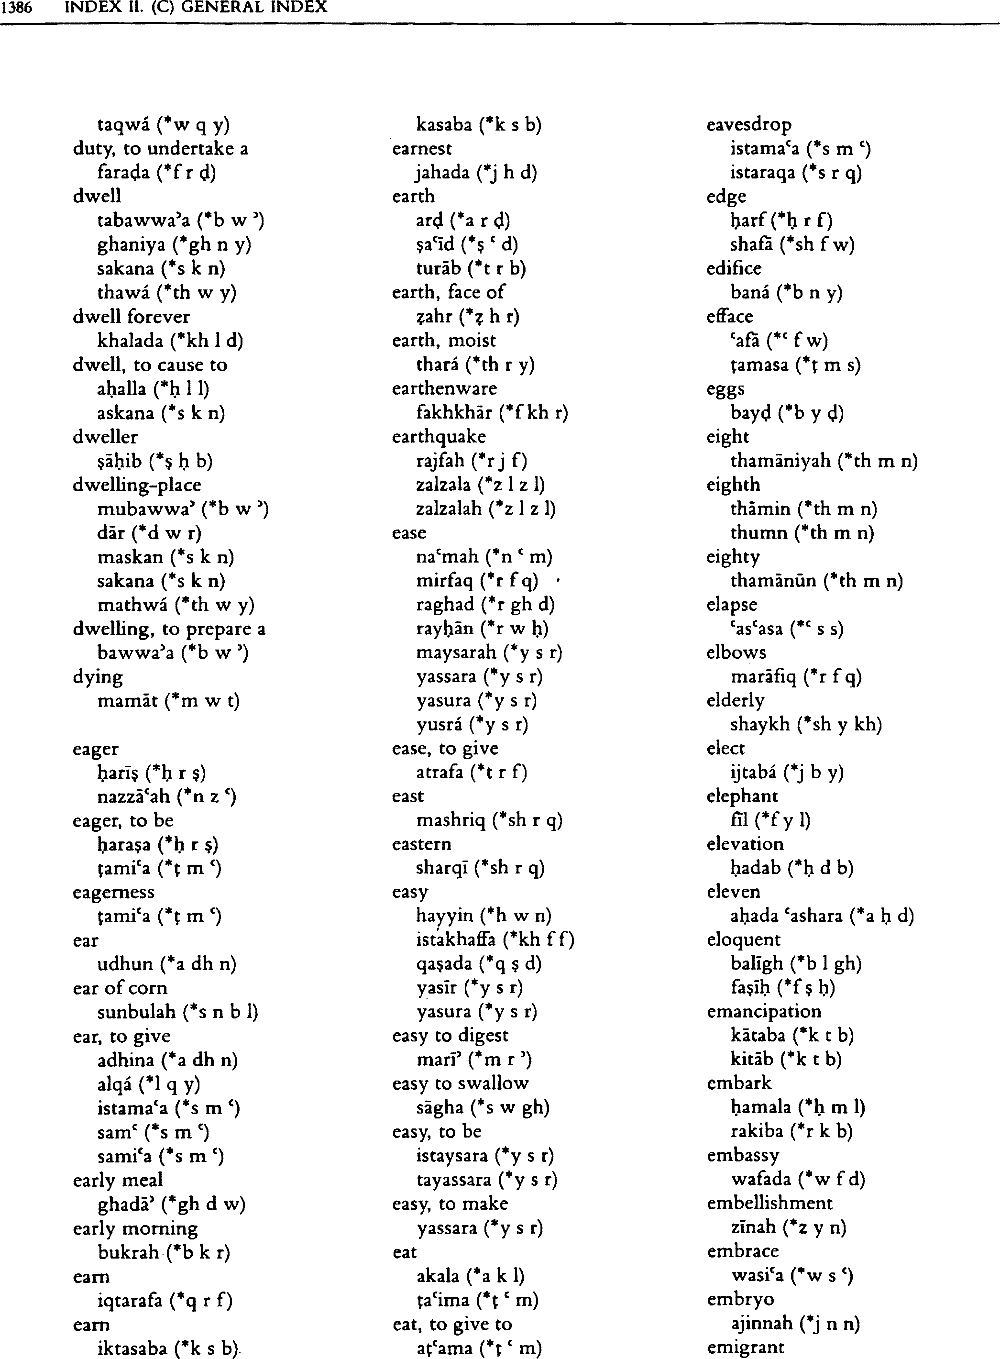 1386 INDEX II. (C) GENERAL INDEX
taqwá (*w q y)
duty, to undertake a
faraḍa (*f r ḍ)
dwell
tabawwaʾa (*b w ʾ)
ghaniya (*gh n y)
sakana (*s k n)
thawá (*th w y)
dwell forever
khalada (*kh l d)
dwell, to cause to
aḥalla (*ḥ l l)
askana (*s k n)
dweller
ṣāḥib (*ṣ ḥ b)
dwelling-place
mubawwaʾ (*b w ʾ)
dār (*d w r)
maskan (*s k n)
sakana (*s k n)
mathwá (*th w y)
dwelling, to prepare a
bawwaʾa (*b w ʾ)
dying
mamāt (*m w t)
eager
ḥarīṣ (*ḥ r ṣ)
nazzāʿah (*n z ʿ)
eager, to be
ḥaraṣa (*ḥ r ṣ)
ṭamiʿa (*ṭ m ʿ)
eagerness
ṭamiʿa (*ṭ m ʿ)
ear
udhun (*a dh n)
ear of corn
sunbulah (*s n b l)
ear, to give
adhina (*a dh n)
alqá (*l q y)
istamaʿa (*s m ʿ)
samʿ (*s m ʿ)
samiʿa (*s m ʿ)
early meal
ghadāʾ (*gh d w)
early morning
bukrah (*b k r)
earn
iqtarafa (*q r f)
earn
iktasaba (*k s b)
kasaba (*k s b)
earnest
jahada (*j h d)
earth
arḍ (*a r ḍ)
ṣaʿīd (*ṣ ʿ d)
turāb (*t r b)
earth, face of
ẓahr (*ẓ h r)
earth, moist
thará (*th r y)
earthenware
fakhkhār (*f kh r)
earthquake
rajfah (*r j f)
zalzala (*z l z l)
zalzalah (*z l z l)
ease
naʿmah (*n ʿ m)
mirfaq (*r f q)
raghad (*r gh d)
rayḥān (*r w ḥ)
maysarah (*y s r)
yassara (*y s r)
yasura (*y s r)
yusrá (*y s r)
ease, to give
atrafa (*t r f)
east
mashriq (*sh r q)
eastern
sharqī (*sh r q)
easy
hayyin (*h w n)
istakhaffa (*kh f f)
qaṣada (*q ṣ d)
yasīr (*y s r)
yasura (*y s r)
easy to digest
marīʾ (*m r ʾ)
easy to swallow
sāgha (*s w gh)
easy, to be
istaysara (*y s r)
tayassara (*y s r)
easy, to make
yassara (*y s r)
eat
akala (*a k l)
ṭaʿima (*ṭ ʿ m)
eat, to give to
aṭʿama (*ṭ ʿ m)
eavesdrop
istamaʿa (*s m ʿ)
istaraqa (*s r q)
edge
ḥarf (*ḥ r f)
shafā (*sh f w)
edifice
baná (*b n y)
efface
ʿafā (*ʿ f w)
ṭamasa (*ṭ m s)
eggs
bayḍ (*b y ḍ)
eight
thamāniyah (*th m n)
eighth
thāmin (*th m n)
thumn (*th m n)
eighty
thamānūn (*th m n)
elapse
ʿasʿasa (*ʿ s s)
elbows
marāfiq (*r f q)
elderly
shaykh (*sh y kh)
elect
ijtabá (*j b y)
elephant
fīl (*f y l)
elevation
ḥadab (*ḥ d b)
eleven
aḥada ʿashara (*a ḥ d)
eloquent
balīgh (*b l gh)
faṣīḥ (*f ṣ ḥ)
emancipation
kātaba (*k t b)
kitāb (*k t b)
embark
ḥamala (*ḥ m l)
rakiba (*r k b)
embassy
wafada (*w f d)
embellishment
zīnah (*z y n)
embrace
wasiʿa (*w s ʿ)
embryo
ajinnah (*j n n)
emigrant